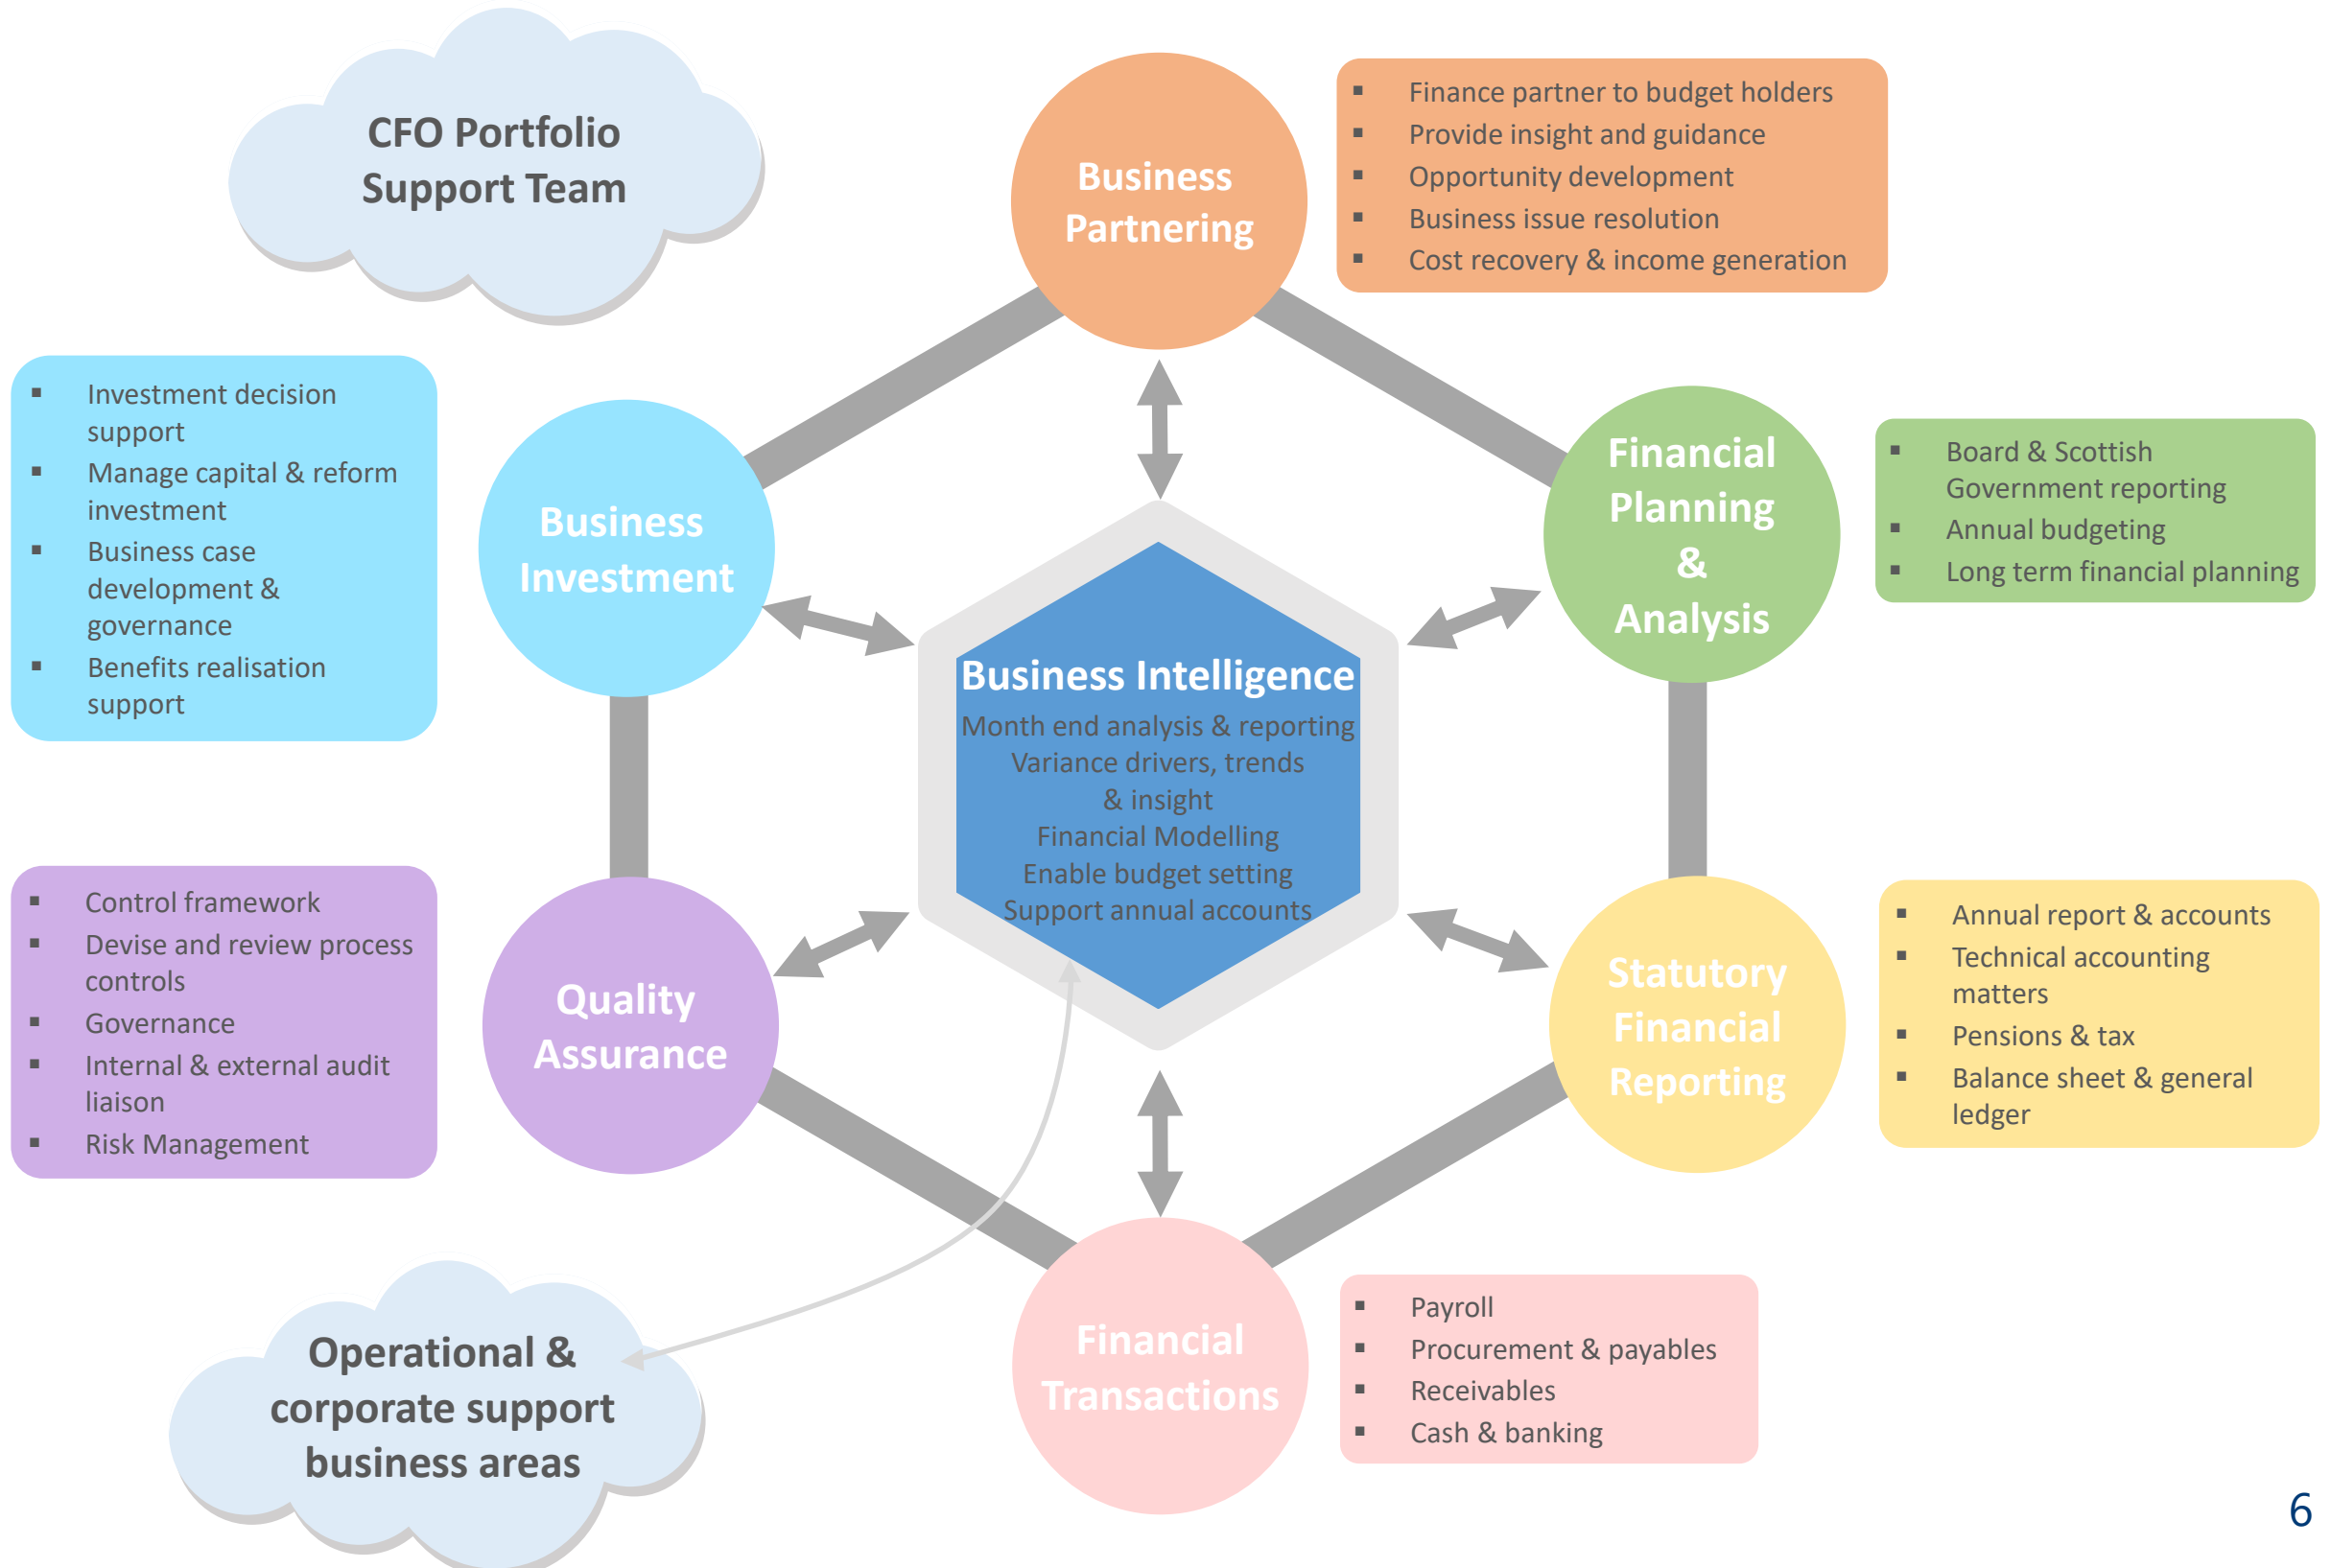 CFO Portfolio
Support Team
Business
Partnering
▪ Finance partner to budget holders
▪ Provide insight and guidance
▪ Opportunity development
▪ Business issue resolution
▪ Cost recovery & income generation
▪ Investment decision
support
▪ Manage capital & reform
investment
▪ Business case
development &
governance
▪ Benefits realisation
support
Business
Investment
Financial
Planning
&
Analysis
▪ Board & Scottish
Government reporting
▪ Annual budgeting
▪ Long term financial planning
Business Intelligence
Month end analysis & reporting
Variance drivers, trends
& insight
Financial Modelling
Enable budget setting
Support annual accounts
▪ Control framework
▪ Devise and review process
controls
▪ Governance
▪ Internal & external audit
liaison
▪ Risk Management
Quality
Assurance
Statutory
Financial
Reporting
▪ Annual report & accounts
▪ Technical accounting
matters
▪ Pensions & tax
▪ Balance sheet & general
ledger
Operational &
corporate support
business areas
Financial
Transactions
▪ Payroll
▪ Procurement & payables
▪ Receivables
▪ Cash & banking
6